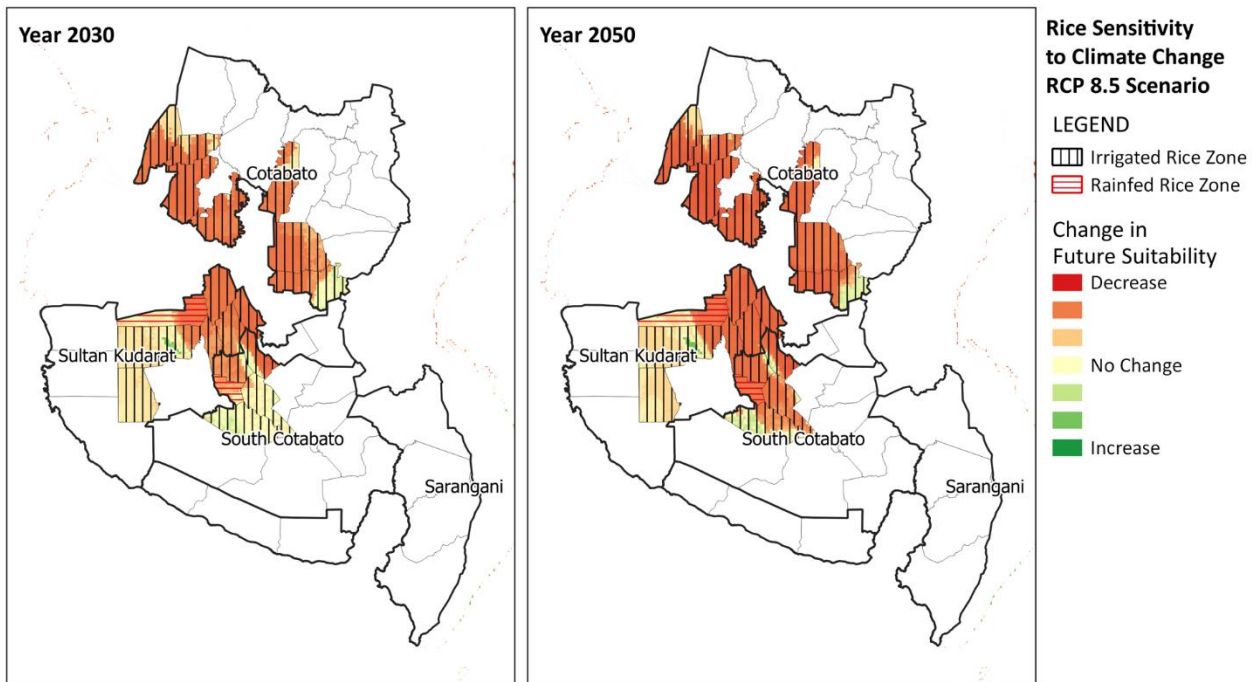 Year 2030
Cotabato
Sultan Kudarat
South Cotabato
Sarangani
Year 2050
Cotabato
Sultan Kudarat
South Cotabato
Sarangani
Rice Sensitivity
to Climate Change
RCP 8.5 Scenario
LEGEND
Irrigated Rice Zone
Rainfed Rice Zone
Change in
Future Suitability
Decrease
No Change
Increase